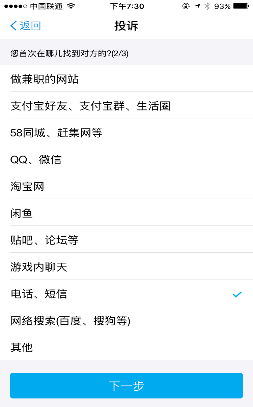 中国联通 下午7:30 93%
返回 投诉
您首次在哪儿找到对方的?(2/3)
做兼职的网站
支付宝好友、支付宝群、生活圈
58同城、赶集网等
QQ、微信
淘宝网
闲鱼
贴吧、论坛等
游戏内聊天
电话、短信
网络搜索(百度、搜狗等)
其他
下一步